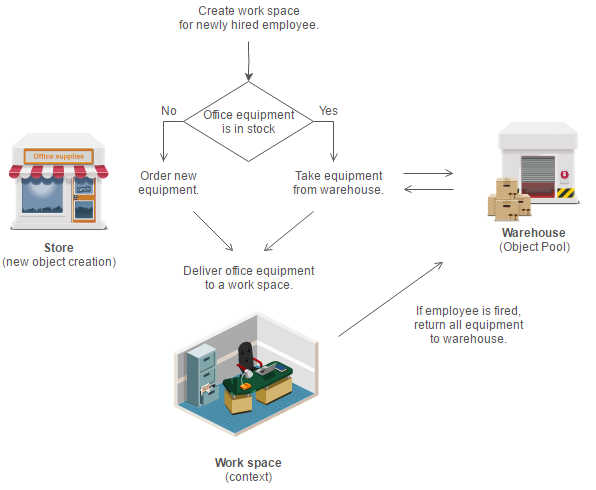 Create work space
for newly hired employee.
No
Office equipment
is in stock
Yes
Office supplies
OPEN
Order new
equipment.
Take equipment
from warehouse.
Store
(new object creation)
Warehouse
(Object Pool)
Deliver office equipment
to a work space.
If employee is fired,
return all equipment
to warehouse.
Work space
(context)